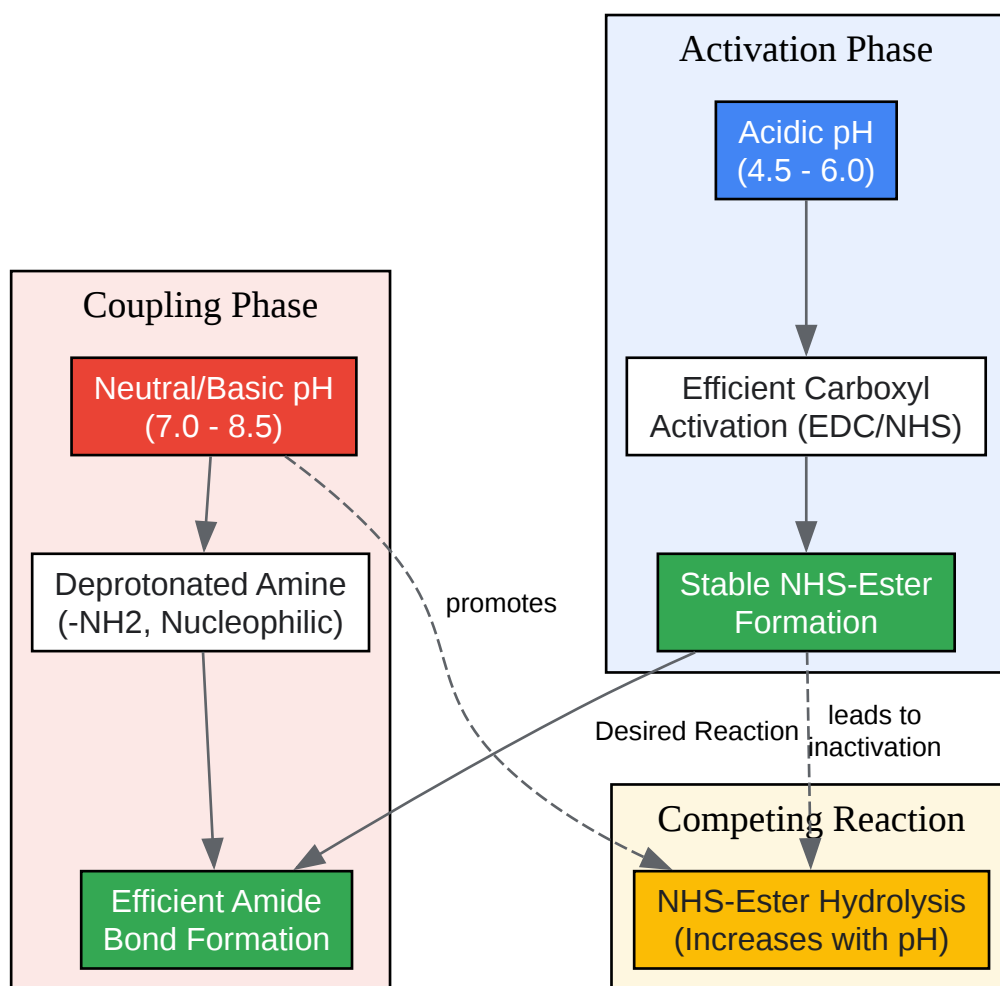 Activation Phase
Acidic pH
(4.5 - 6.0)
Efficient Carboxyl
Activation (EDC/NHS)
Stable NHS-Ester
Formation
Coupling Phase
Neutral/Basic pH
(7.0 - 8.5)
Deprotonated Amine
(-NH2, Nucleophilic)
Efficient Amide
Bond Formation
promotes
Desired Reaction
leads to
inactivation
Competing Reaction
NHS-Ester Hydrolysis
(Increases with pH)